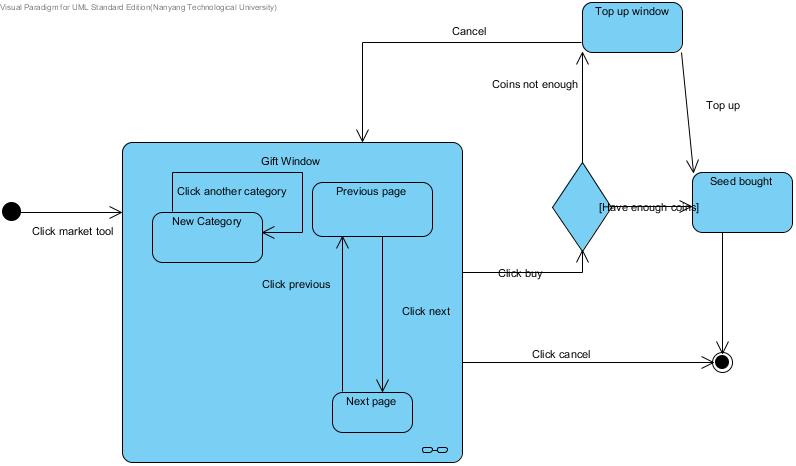 Visual Paradigm for UML Standard Edition(Nanyang Technological University)
Top up window
Cancel
Coins not enough
Top up
Gift Window
Click another category
Previous page
Seed bought
New Category
[Have enough coins]
Click market tool
Click buy
Click previous
Click next
Click cancel
Next page